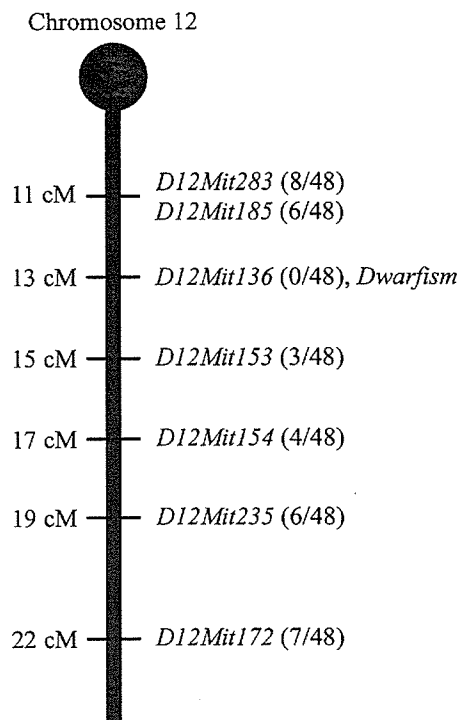 Chromosome 12
11 cM D12Mit283 (8/48)
D12Mit185 (6/48)
13 cM D12Mit136 (0/48), Dwarfism
15 cM D12Mit153 (3/48)
17 cM D12Mit154 (4/48)
19 cM D12Mit235 (6/48)
22 cM D12Mit172 (7/48)